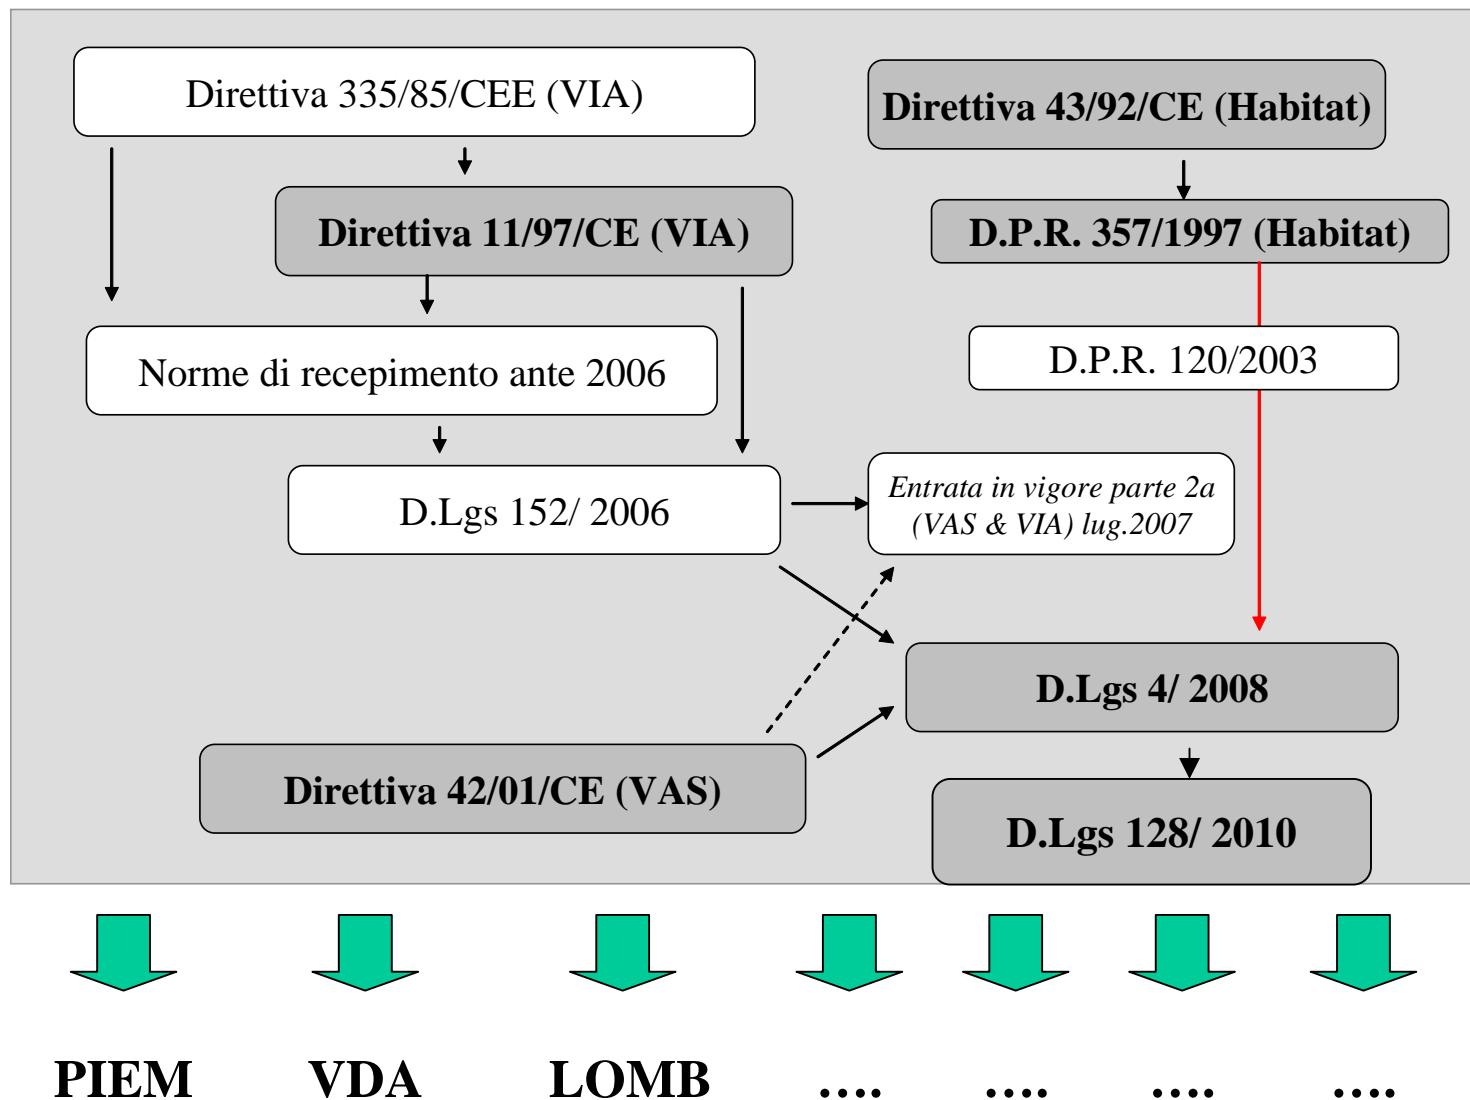 Direttiva 335/85/CEE (VIA)
Direttiva 43/92/CE (Habitat)
Direttiva 11/97/CE (VIA)
D.P.R. 357/1997 (Habitat)
Norme di recepimento ante 2006
D.P.R. 120/2003
D.Lgs 152/ 2006
Entrata in vigore parte 2a
(VAS & VIA) lug.2007
D.Lgs 4/ 2008
Direttiva 42/01/CE (VAS)
D.Lgs 128/ 2010
PIEM VDA LOMB .... .... .... ....